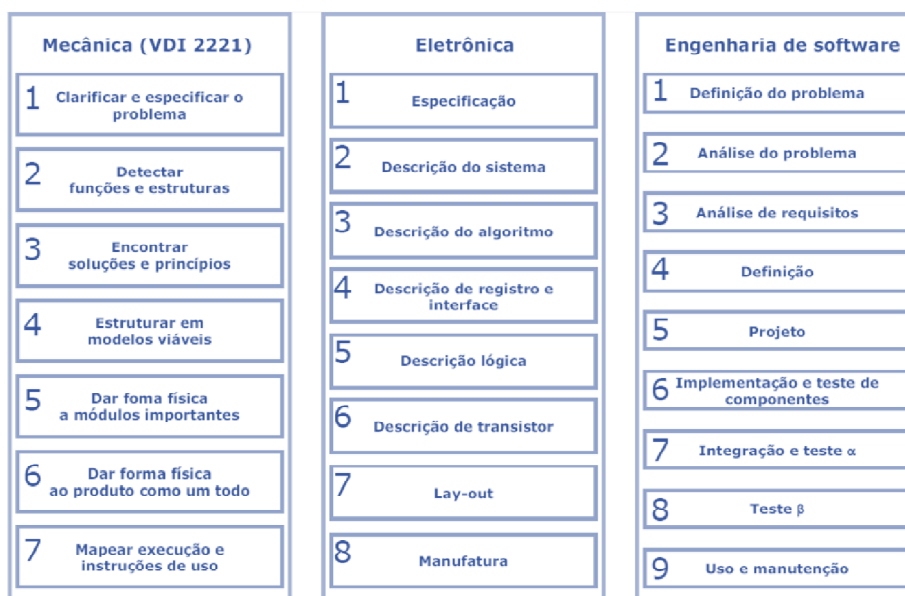 Mecânica (VDI 2221)
1 Clarificar e especificar o
problema
2 Detectar
funções e estruturas
3 Encontrar
soluções e princípios
4 Estruturar em
modelos viáveis
5 Dar foma física
a módulos importantes
6 Dar forma física
ao produto como um todo
7 Mapear execução e
instruções de uso
Eletrônica
1 Especificação
2 Descrição do sistema
3 Descrição do algoritmo
4 Descrição de registro e
interface
5 Descrição lógica
6 Descrição de transistor
7 Lay-out
8 Manufatura
Engenharia de software
1 Definição do problema
2 Análise do problema
3 Análise de requisitos
4 Definição
5 Projeto
6 Implementação e teste de
componentes
7 Integração e teste α
8 Teste β
9 Uso e manutenção